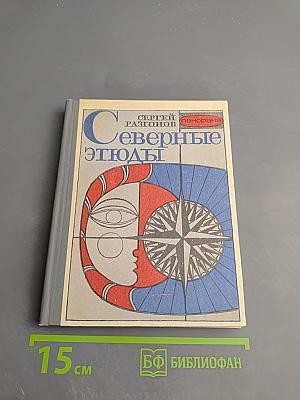 СЕРГЕЙ
РАЗГОНОВ
панорама
Северные
этюды
15 см
БФ БИБЛИОФАН